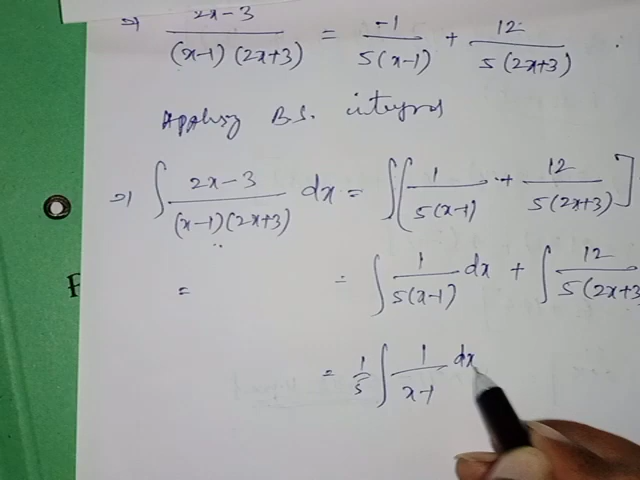 ⇒ (2x-3)/((x-1)(2x+3)) = -1/(5(x-1)) + 12/(5(2x+3))
Applying B.S. integral
⇒ ∫ (2x-3)/((x-1)(2x+3)) dx = ∫[1/(5(x-1)) + 12/(5(2x+3))]
= = ∫ 1/(5(x-1)) dx + ∫ 12/(5(2x+3
= 1/5 ∫ 1/(x-1) dx